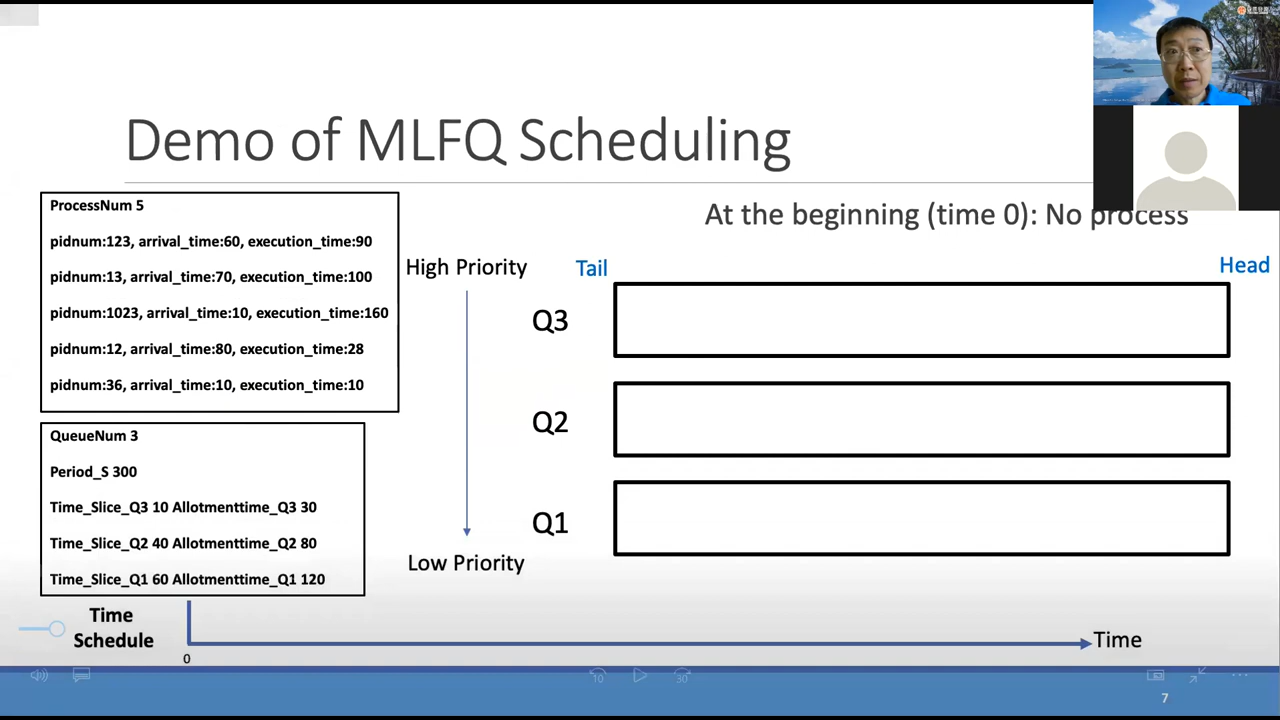 Demo of MLFQ Scheduling
ProcessNum 5
pidnum:123, arrival_time:60, execution_time:90
pidnum:13, arrival_time:70, execution_time:100
pidnum:1023, arrival_time:10, execution_time:160
pidnum:12, arrival_time:80, execution_time:28
pidnum:36, arrival_time:10, execution_time:10
QueueNum 3
Period_S 300
Time_Slice_Q3 10 Allotmenttime_Q3 30
Time_Slice_Q2 40 Allotmenttime_Q2 80
Time_Slice_Q1 60 Allotmenttime_Q1 120
At the beginning (time 0): No process
High Priority
Low Priority
Tail
Head
Q3
Q2
Q1
Time
Schedule
0
Time
10
30
7